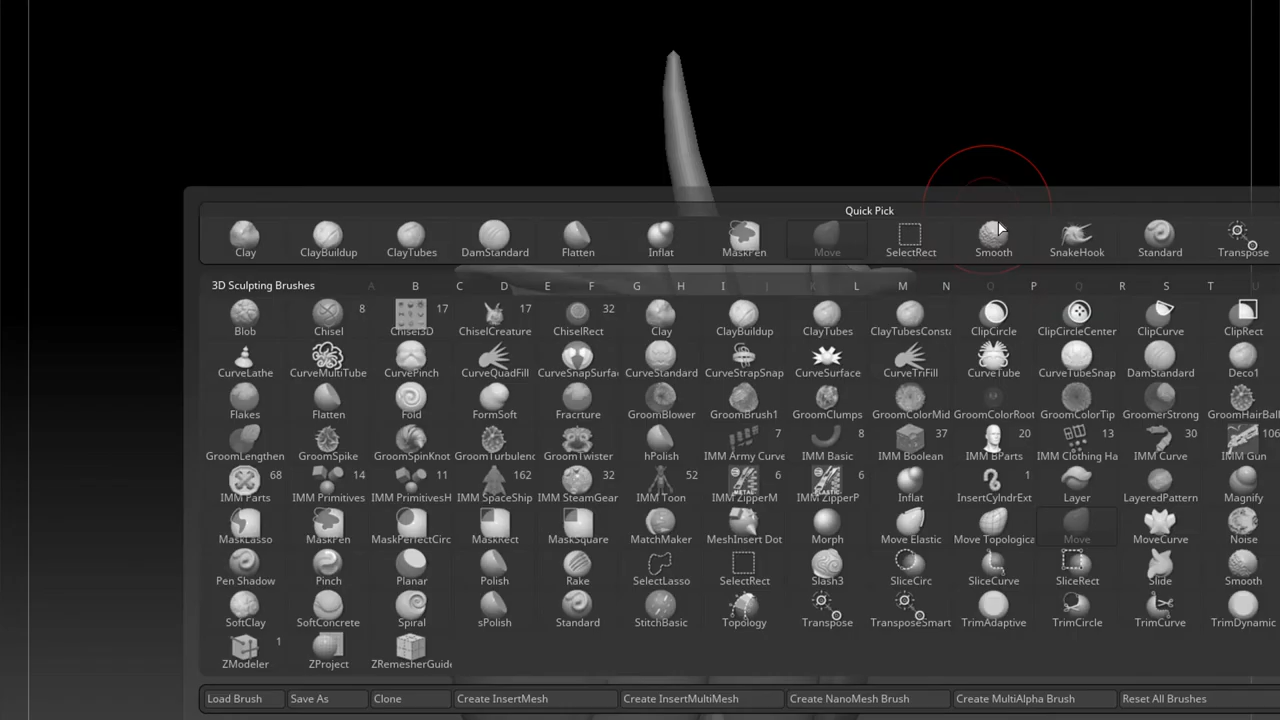 Quick Pick
Clay ClayBuildup ClayTubes DamStandard Flatten Inflat MaskPen Move SelectRect Smooth SnakeHook Standard Transpose
3D Sculpting Brushes A B C D E F G H I J K L M N O P Q R S T U
8 17 17 32
Blob Chisel Chisel3D ChiselCreature ChiselRect Clay ClayBuildup ClayTubes ClayTubesConsta ClipCircle ClipCircleCenter ClipCurve ClipRect
CurveLathe CurveMultiTube CurvePinch CurveQuadFill CurveSnapSurfa CurveStandard CurveStrapSnap CurveSurface CurveTriFill CurveTube CurveTubeSnap DamStandard Deco1
Flakes Flatten Fold FormSoft Fracrture GroomBlower GroomBrush1 GroomClumps GroomColorMid GroomColorRoot GroomColorTip GroomerStrong GroomHairBall
7 8 37 20 13 30 106
GroomLengthen GroomSpike GroomSpinKnot GroomTurbulenc GroomTwister hPolish IMM Army Curve IMM Basic IMM Boolean IMM BParts IMM Clothing Ha IMM Curve IMM Gun
68 14 11 162 32 52 6 6 1
IMM Parts IMM Primitives IMM PrimitivesH IMM SpaceShip IMM SteamGear IMM Toon IMM ZipperM IMM ZipperP Inflat InsertCylndrExt Layer LayeredPattern Magnify
MaskLasso MaskPen MaskPerfectCirc MaskRect MaskSquare MatchMaker MeshInsert Dot Morph Move Elastic Move Topologica Move MoveCurve Noise
Pen Shadow Pinch Planar Polish Rake SelectLasso SelectRect Slash3 SliceCirc SliceCurve SliceRect Slide Smooth
SoftClay SoftConcrete Spiral sPolish Standard StitchBasic Topology Transpose TransposeSmart TrimAdaptive TrimCircle TrimCurve TrimDynamic
1
ZModeler ZProject ZRemesherGuide
Load Brush Save As Clone Create InsertMesh Create InsertMultiMesh Create NanoMesh Brush Create MultiAlpha Brush Reset All Brushes